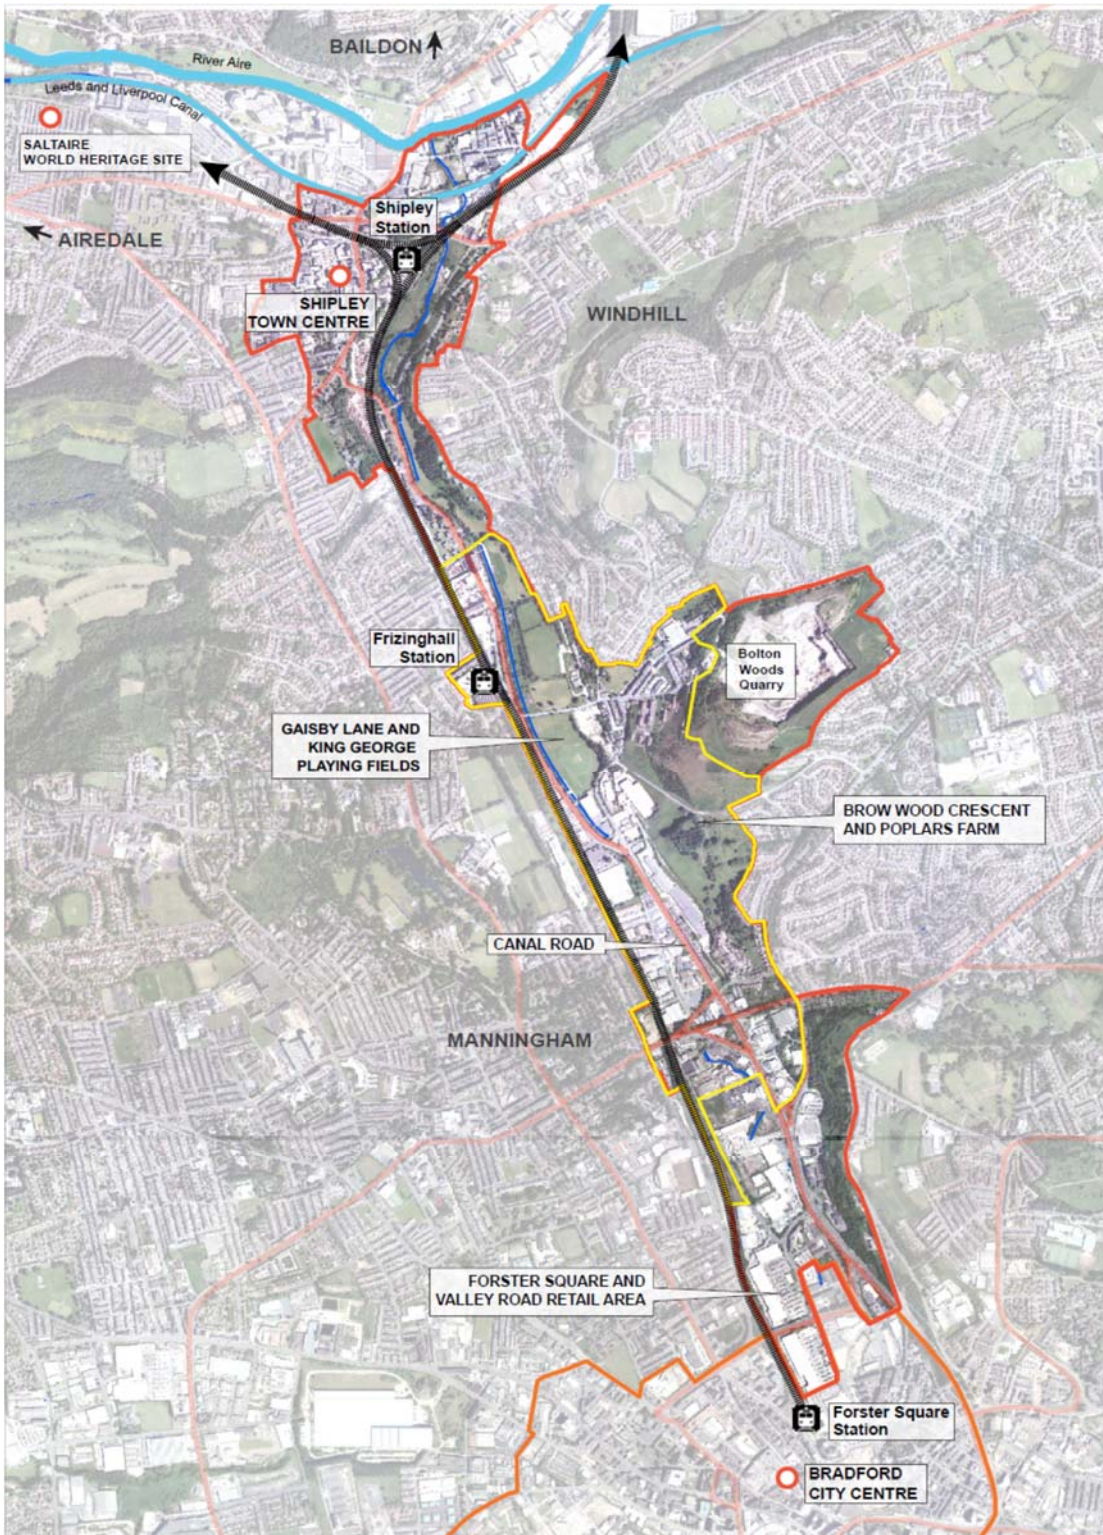 BAILDON
River Aire
Leeds and Liverpool Canal
SALTAIRE
WORLD HERITAGE SITE
Shipley
Station
AIREDALE
SHIPLEY
TOWN CENTRE
WINDHILL
Frizinghall
Station
Bolton
Woods
Quarry
GAISBY LANE AND
KING GEORGE
PLAYING FIELDS
BROW WOOD CRESCENT
AND POPLARS FARM
CANAL ROAD
MANNINGHAM
FORSTER SQUARE AND
VALLEY ROAD RETAIL AREA
Forster Square
Station
BRADFORD
CITY CENTRE